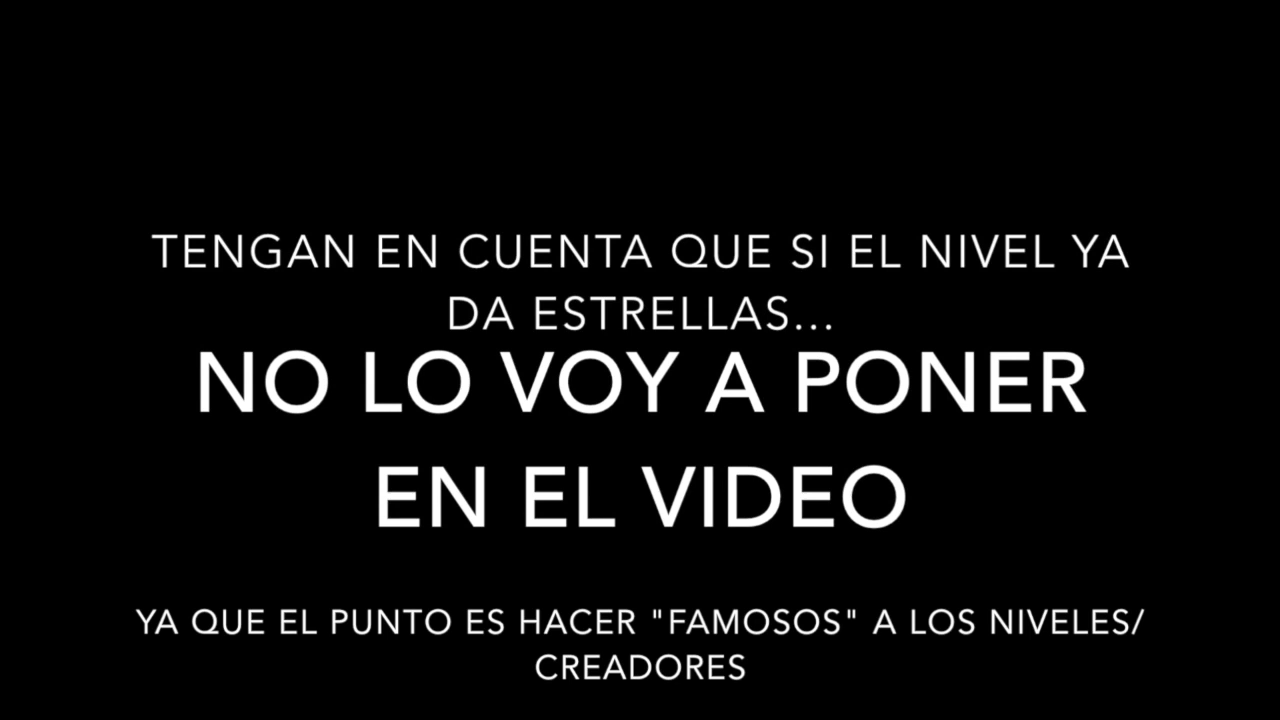 TENGAN EN CUENTA QUE SI EL NIVEL YA
DA ESTRELLAS...
NO LO VOY A PONER
EN EL VIDEO
YA QUE EL PUNTO ES HACER "FAMOSOS" A LOS NIVELES/
CREADORES